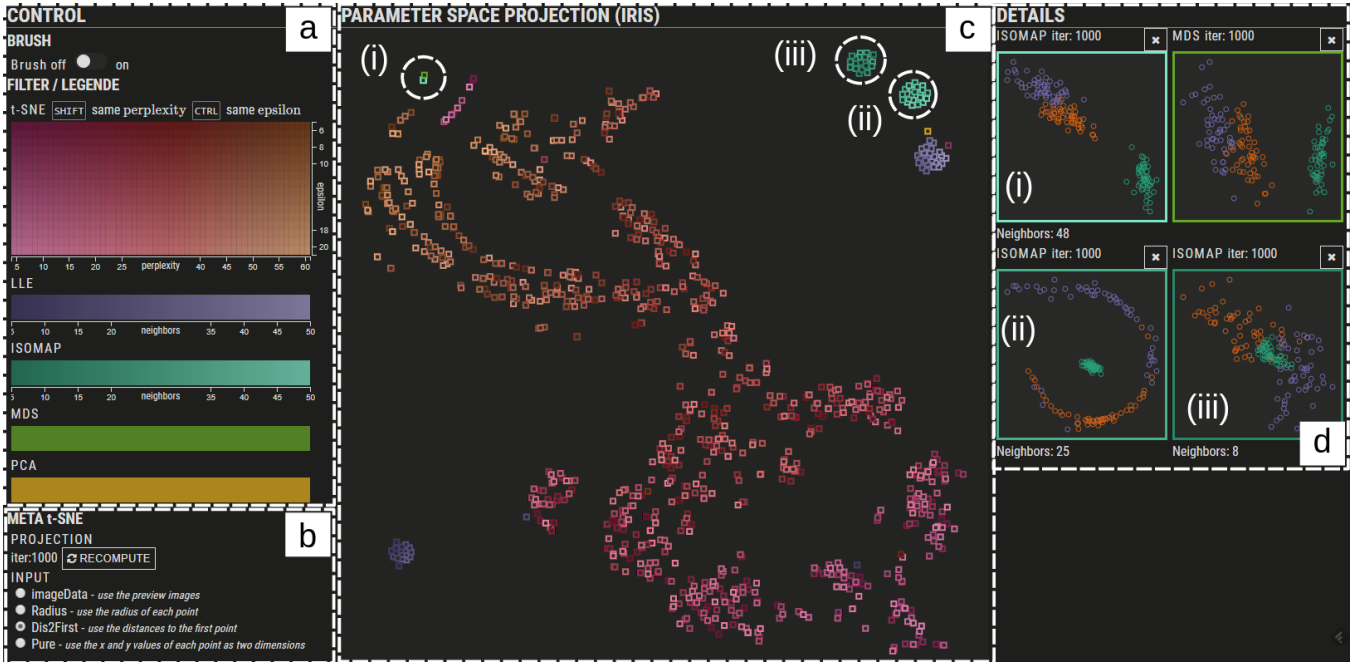 CONTROL
a
BRUSH
Brush off on
FILTER / LEGENDE
t-SNE SHIFT same perplexity CTRL same epsilon
6
8
10
epsilon
18
20
5 10 15 20 25 perplexity 40 45 50 55 60
LLE
5 10 15 20 neighbors 35 40 45 50
ISOMAP
5 10 15 20 neighbors 35 40 45 50
MDS
PCA
META t-SNE
b
PROJECTION
iter:1000 RECOMPUTE
INPUT
imageData - use the preview images
Radius - use the radius of each point
Dis2First - use the distances to the first point
Pure - use the x and y values of each point as two dimensions
PARAMETER SPACE PROJECTION (IRIS)
c
(i)
(iii)
(ii)
DETAILS
ISOMAP iter: 1000
MDS iter: 1000
(i)
Neighbors: 48
ISOMAP iter: 1000
ISOMAP iter: 1000
(ii)
(iii)
d
Neighbors: 25
Neighbors: 8